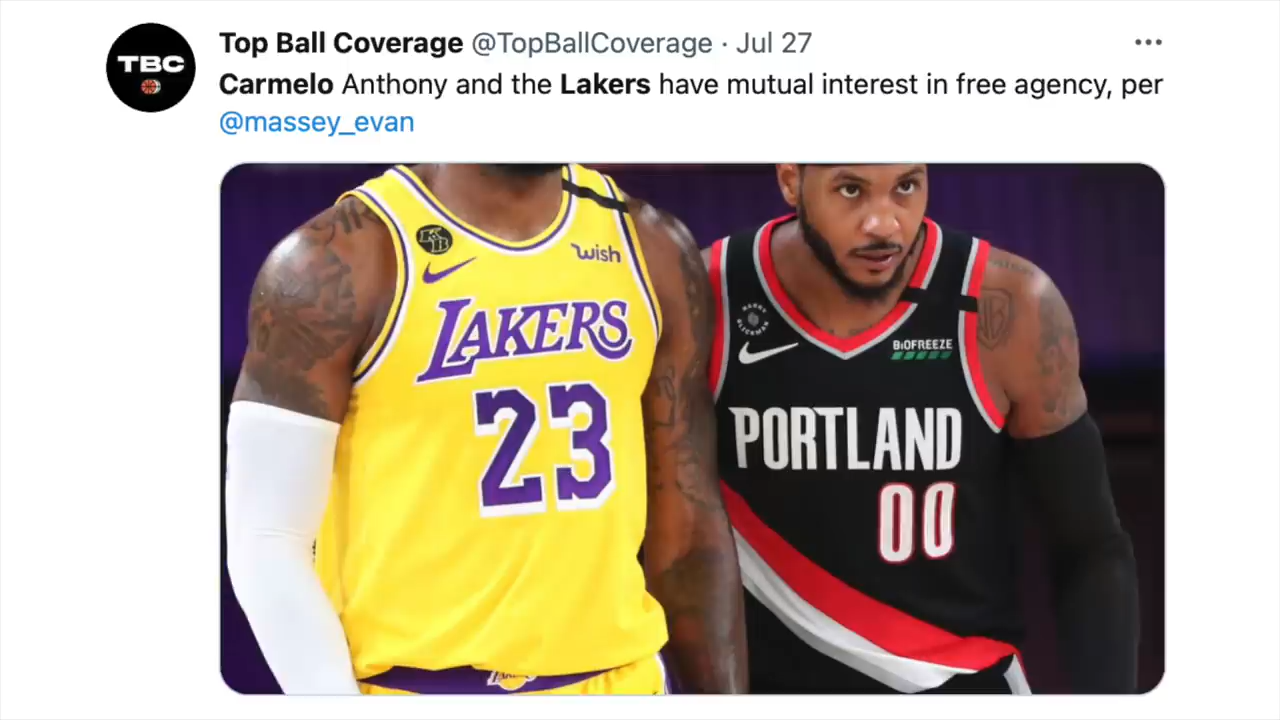 TBC
Top Ball Coverage @TopBallCoverage · Jul 27
Carmelo Anthony and the Lakers have mutual interest in free agency, per
@massey_evan
KB
wish
LAKERS
23
BIOFREEZE
PORTLAND
00